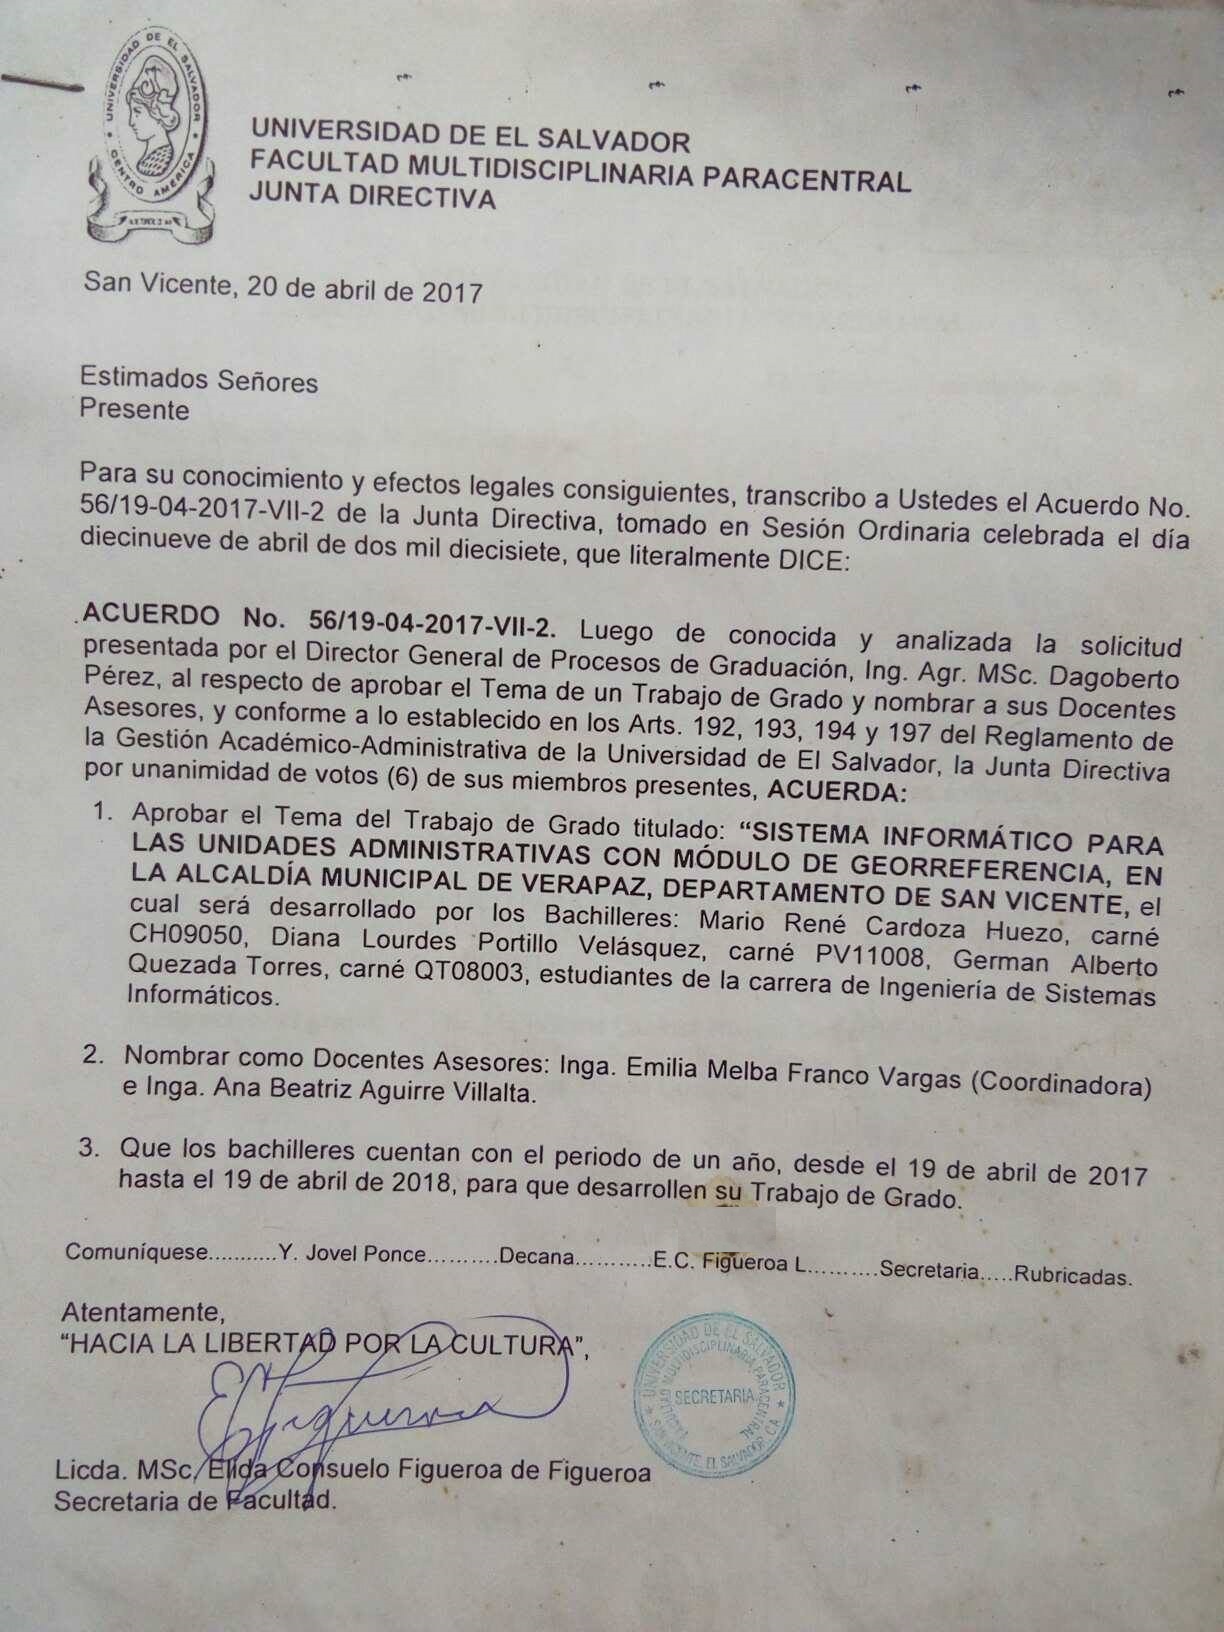 UNIVERSIDAD DE EL SALVADOR
CENTRO AMERICA
UNIVERSIDAD DE EL SALVADOR
FACULTAD MULTIDISCIPLINARIA PARACENTRAL
JUNTA DIRECTIVA
San Vicente, 20 de abril de 2017
Estimados Señores
Presente
Para su conocimiento y efectos legales consiguientes, transcribo a Ustedes el Acuerdo No.
56/19-04-2017-VII-2 de la Junta Directiva, tomado en Sesión Ordinaria celebrada el día
diecinueve de abril de dos mil diecisiete, que literalmente DICE:
ACUERDO No. 56/19-04-2017-VII-2. Luego de conocida y analizada la solicitud
presentada por el Director General de Procesos de Graduación, Ing. Agr. MSc. Dagoberto
Pérez, al respecto de aprobar el Tema de un Trabajo de Grado y nombrar a sus Docentes
Asesores, y conforme a lo establecido en los Arts. 192, 193, 194 y 197 del Reglamento de
la Gestión Académico-Administrativa de la Universidad de El Salvador, la Junta Directiva
por unanimidad de votos (6) de sus miembros presentes, ACUERDA:
1. Aprobar el Tema del Trabajo de Grado titulado: “SISTEMA INFORMÁTICO PARA
LAS UNIDADES ADMINISTRATIVAS CON MÓDULO DE GEORREFERENCIA, EN
LA ALCALDÍA MUNICIPAL DE VERAPAZ, DEPARTAMENTO DE SAN VICENTE, el
cual será desarrollado por los Bachilleres: Mario René Cardoza Huezo, carné
CH09050, Diana Lourdes Portillo Velásquez, carné PV11008, German Alberto
Quezada Torres, carné QT08003, estudiantes de la carrera de Ingeniería de Sistemas
Informáticos.
2. Nombrar como Docentes Asesores: Inga. Emilia Melba Franco Vargas (Coordinadora)
e Inga. Ana Beatriz Aguirre Villalta.
3. Que los bachilleres cuentan con el periodo de un año, desde el 19 de abril de 2017
hasta el 19 de abril de 2018, para que desarrollen su Trabajo de Grado.
Comuníquese...........Y. Jovel Ponce..........Decana...........E.C. Figueroa L..........Secretaria.....Rubricadas.
Atentamente,
“HACIA LA LIBERTAD POR LA CULTURA”,
UNIVERSIDAD DE EL SALVADOR
FACULTAD MULTIDISCIPLINARIA PARACENTRAL
SECRETARIA
SAN VICENTE, EL SALVADOR, C.A.
Licda. MSc. Elida Consuelo Figueroa de Figueroa
Secretaria de Facultad.